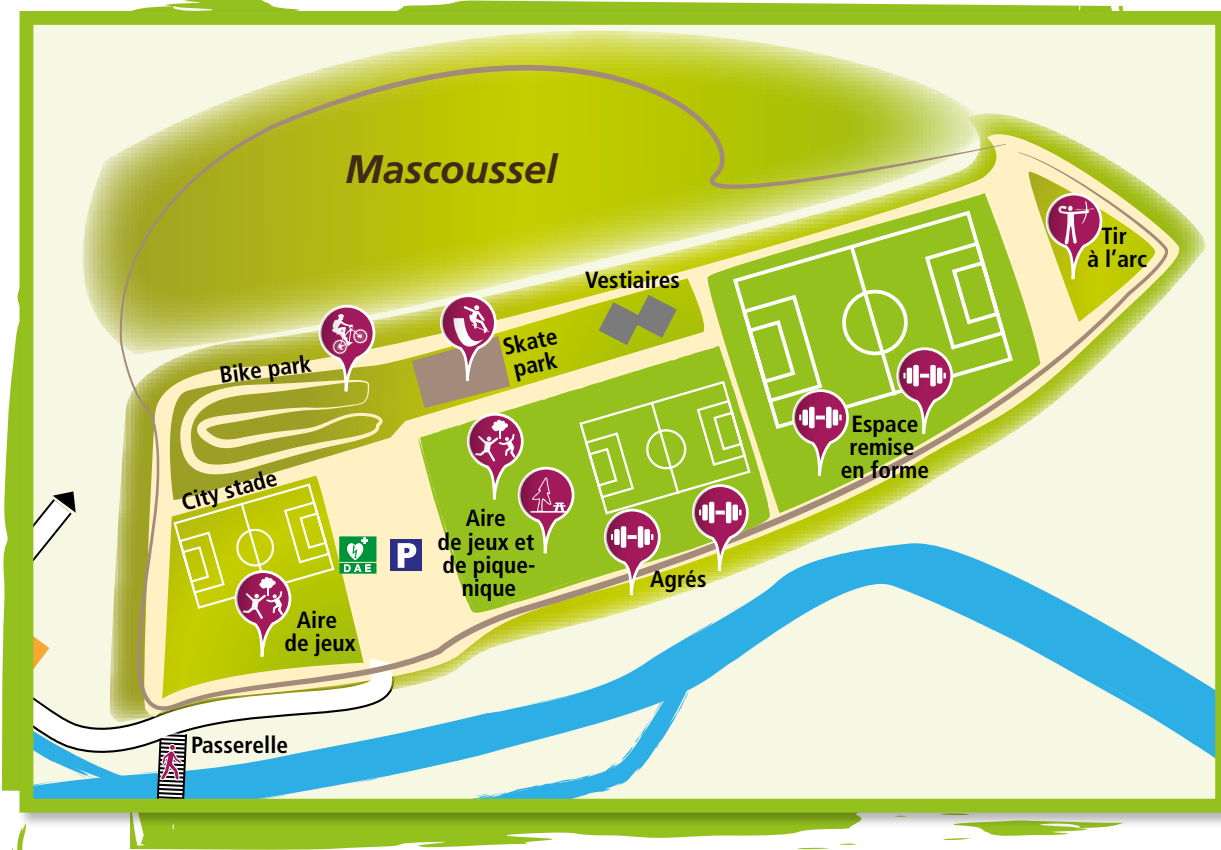 Mascoussel
Tir
à l'arc
Vestiaires
Skate
park
Bike park
Espace
remise
en forme
City stade
Aire
de jeux et
de pique-
nique
DAE
P
Agrés
Aire
de jeux
Passerelle